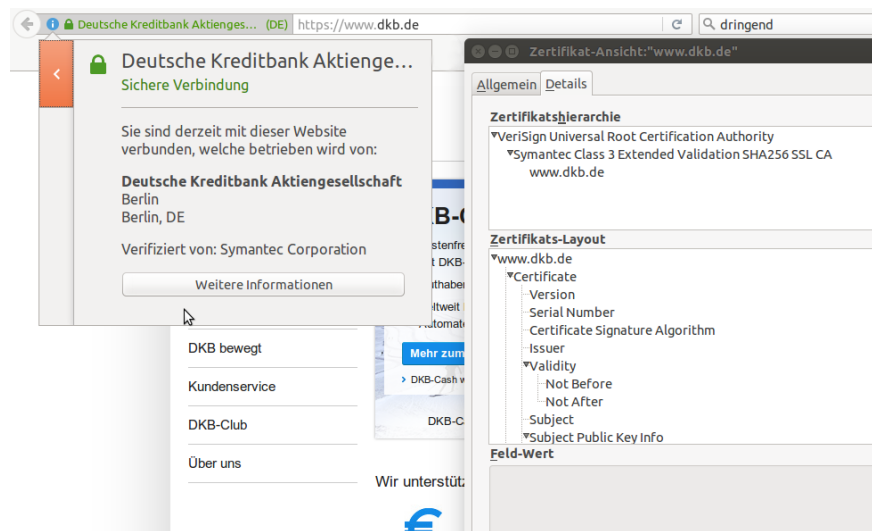 Deutsche Kreditbank Aktienges... (DE) https://www.dkb.de
dringend
Deutsche Kreditbank Aktienge...
Sichere Verbindung
Sie sind derzeit mit dieser Website
verbunden, welche betrieben wird von:
Deutsche Kreditbank Aktiengesellschaft
Berlin
Berlin, DE
Verifiziert von: Symantec Corporation
Weitere Informationen
DKB bewegt
Kundenservice
DKB-Club
Über uns
Mehr zum
DKB-Cash
DKB-C
Wir unterstütz
€
Zertifikat-Ansicht:"www.dkb.de"
Allgemein Details
Zertifikatshierarchie
VeriSign Universal Root Certification Authority
Symantec Class 3 Extended Validation SHA256 SSL CA
www.dkb.de
Zertifikats-Layout
www.dkb.de
Certificate
Version
Serial Number
Certificate Signature Algorithm
Issuer
Validity
Not Before
Not After
Subject
Subject Public Key Info
Feld-Wert